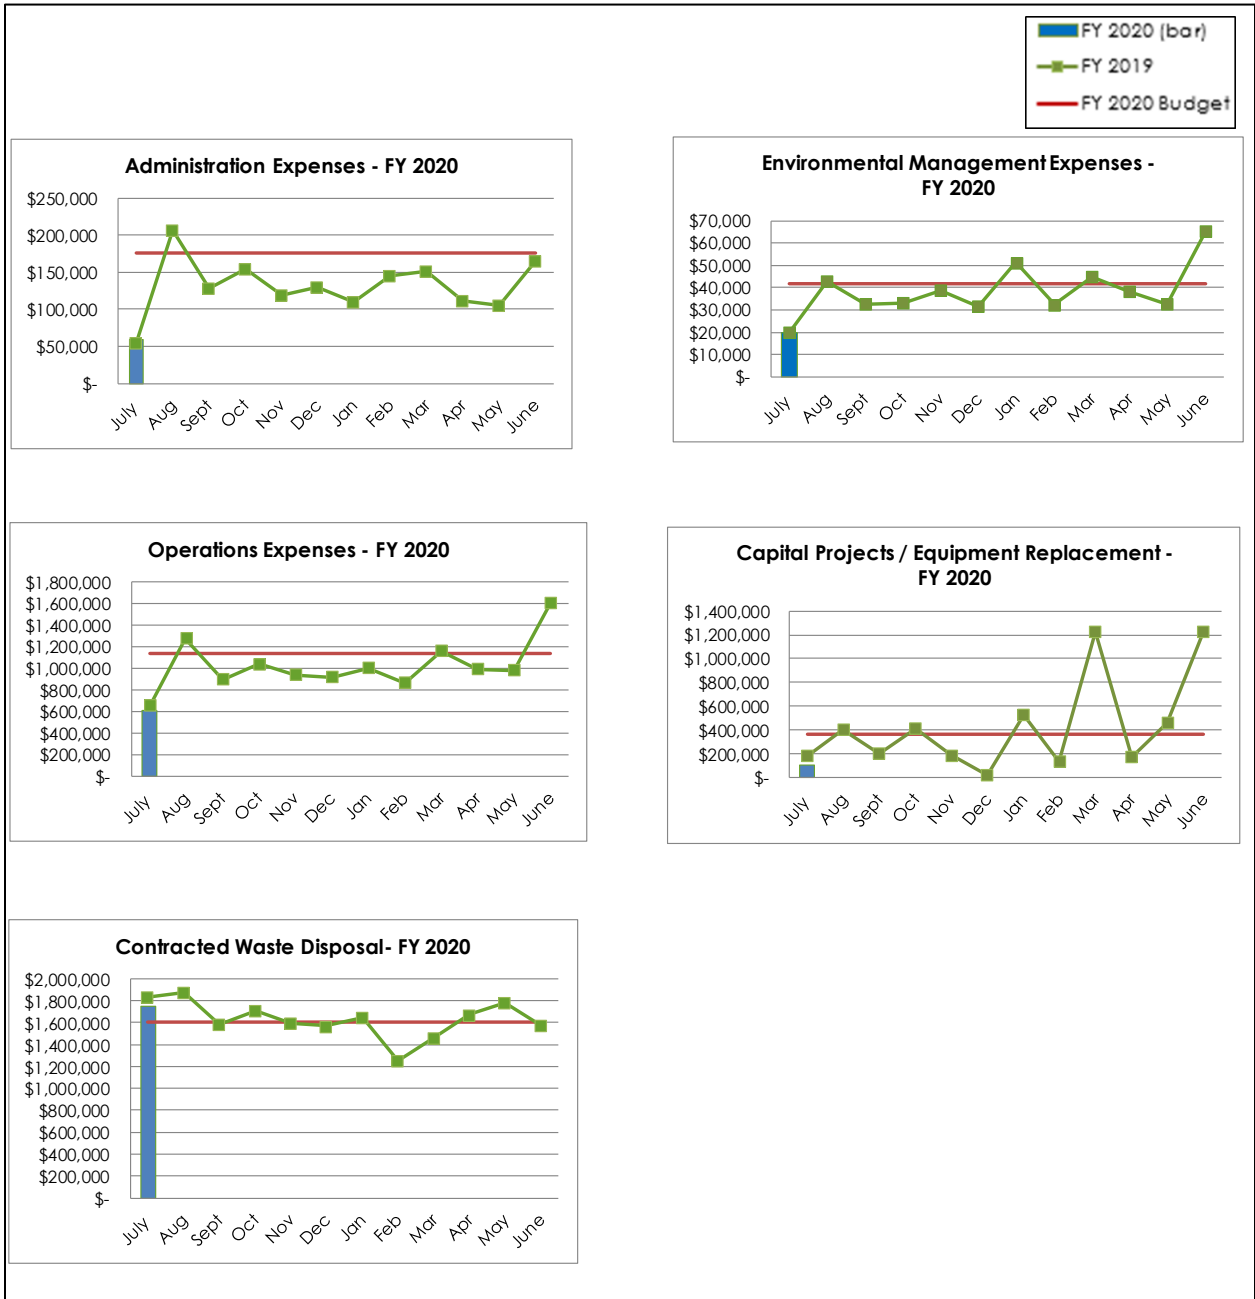 FY 2020 (bar)
FY 2019
FY 2020 Budget
Administration Expenses - FY 2020
$250,000
$200,000
$150,000
$100,000
$50,000
$-
July Aug Sept Oct Nov Dec Jan Feb Mar Apr May June
Environmental Management Expenses -
FY 2020
$70,000
$60,000
$50,000
$40,000
$30,000
$20,000
$10,000
$-
July Aug Sept Oct Nov Dec Jan Feb Mar Apr May June
Operations Expenses - FY 2020
$1,800,000
$1,600,000
$1,400,000
$1,200,000
$1,000,000
$800,000
$600,000
$400,000
$200,000
$-
July Aug Sept Oct Nov Dec Jan Feb Mar Apr May June
Capital Projects / Equipment Replacement -
FY 2020
$1,400,000
$1,200,000
$1,000,000
$800,000
$600,000
$400,000
$200,000
$-
July Aug Sept Oct Nov Dec Jan Feb Mar Apr May June
Contracted Waste Disposal- FY 2020
$2,000,000
$1,800,000
$1,600,000
$1,400,000
$1,200,000
$1,000,000
$800,000
$600,000
$400,000
$200,000
$-
July Aug Sept Oct Nov Dec Jan Feb Mar Apr May June